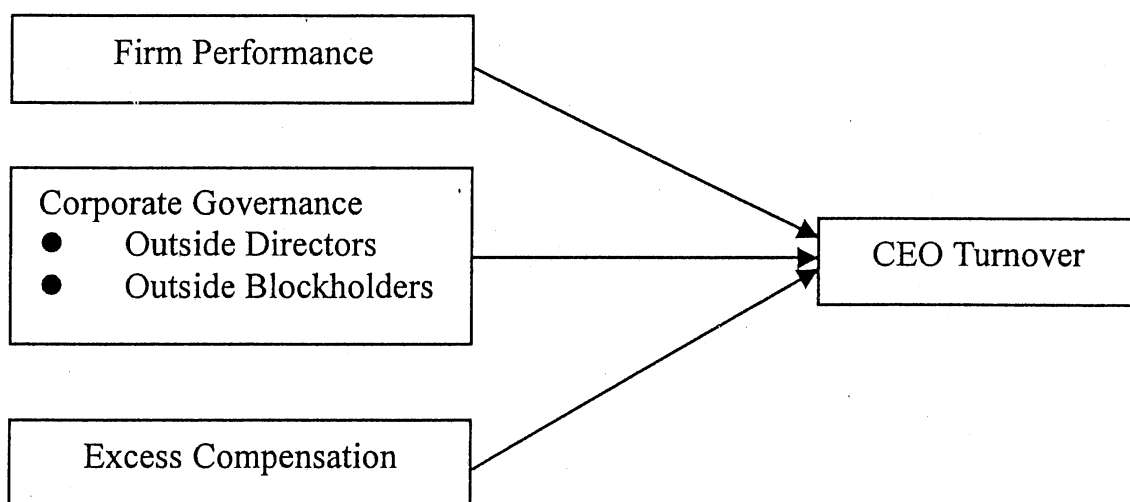 Firm Performance
Corporate Governance
● Outside Directors
● Outside Blockholders
CEO Turnover
Excess Compensation